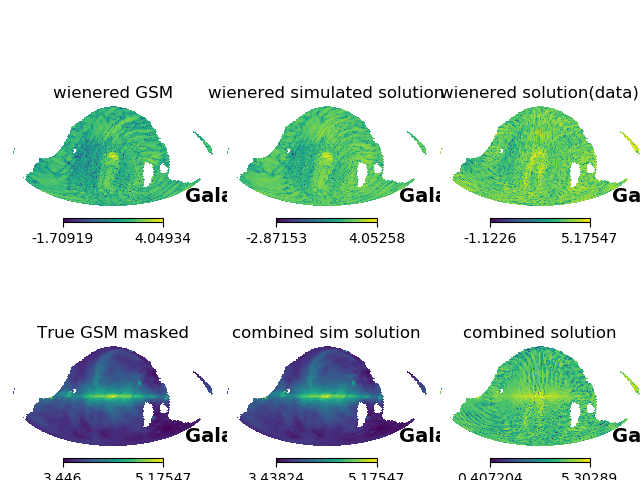 wienered GSM wienered simulated solution wienered solution(data)
Gala Gala Ga
-1.70919 4.04934 -2.87153 4.05258 -1.1226 5.17547
True GSM masked combined sim solution combined solution
Gala Gala Ga
3.446 5.17547 3.43824 5.17547 0.407204 5.30289